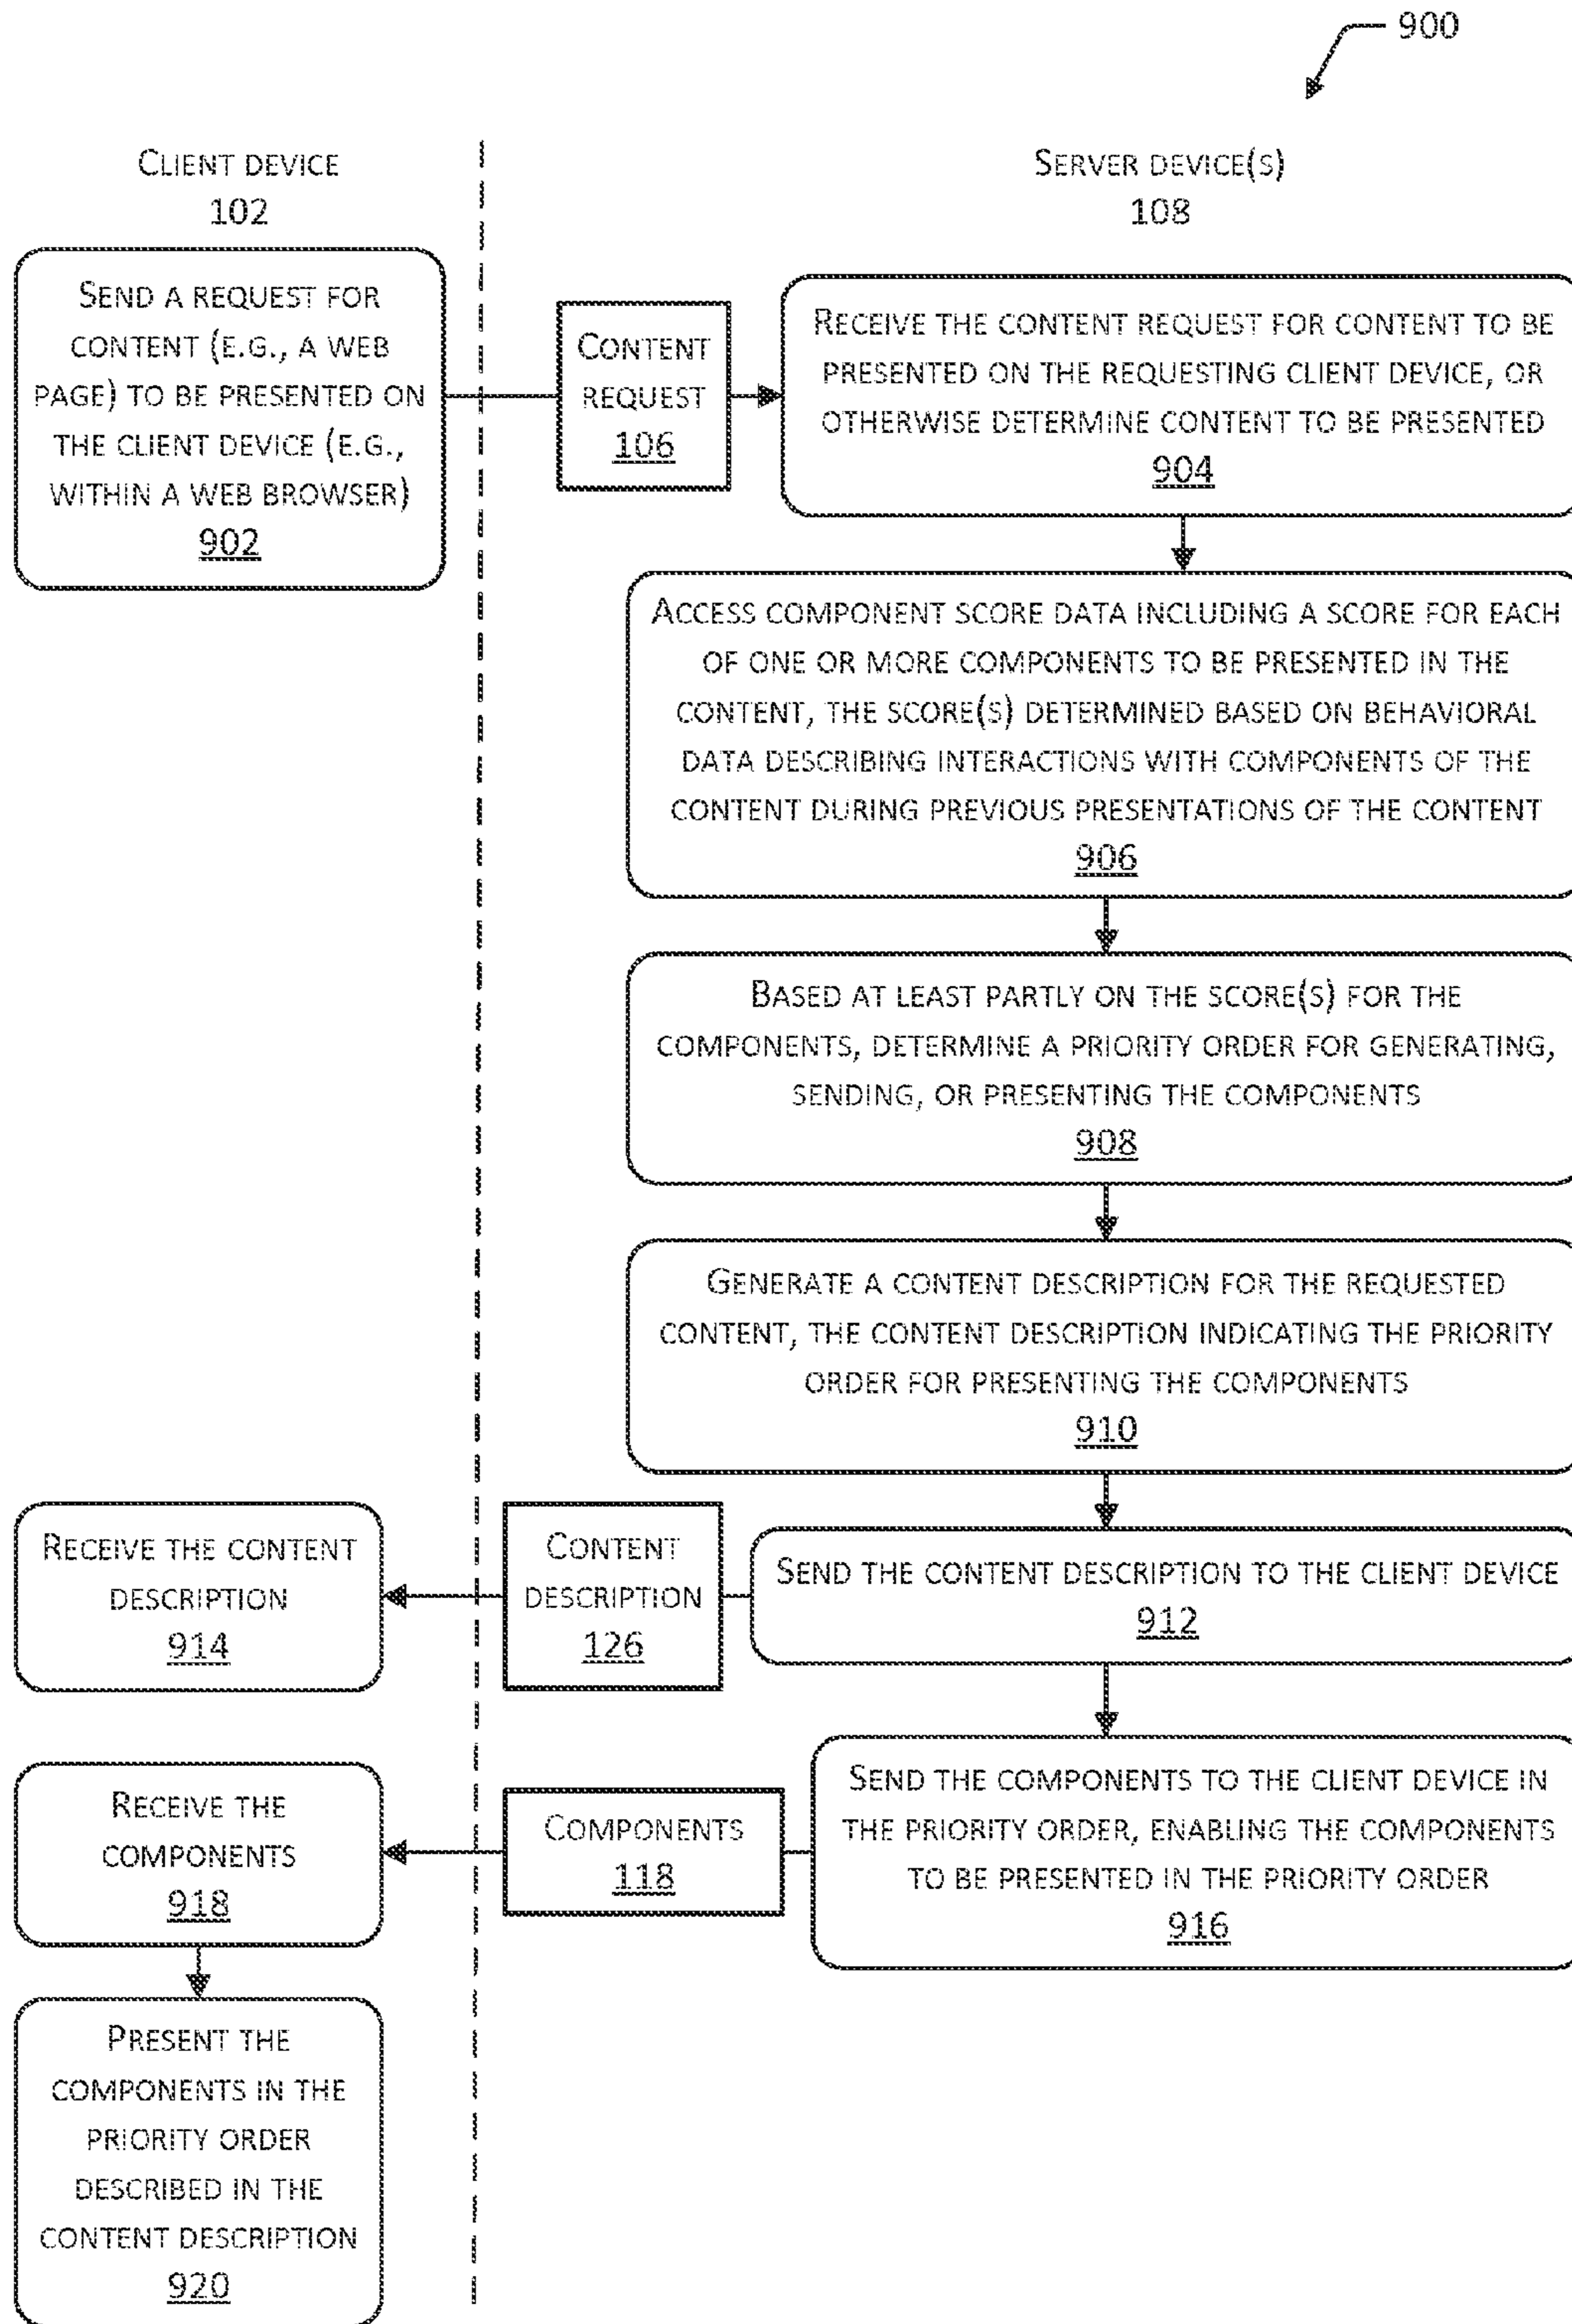 900
CLIENT DEVICE
102
SERVER DEVICE(S)
108
SEND A REQUEST FOR
CONTENT (E.G., A WEB
PAGE) TO BE PRESENTED ON
THE CLIENT DEVICE (E.G.,
WITHIN A WEB BROWSER)
902
CONTENT
REQUEST
106
RECEIVE THE CONTENT REQUEST FOR CONTENT TO BE
PRESENTED ON THE REQUESTING CLIENT DEVICE, OR
OTHERWISE DETERMINE CONTENT TO BE PRESENTED
904
ACCESS COMPONENT SCORE DATA INCLUDING A SCORE FOR EACH
OF ONE OR MORE COMPONENTS TO BE PRESENTED IN THE
CONTENT, THE SCORE(S) DETERMINED BASED ON BEHAVIORAL
DATA DESCRIBING INTERACTIONS WITH COMPONENTS OF THE
CONTENT DURING PREVIOUS PRESENTATIONS OF THE CONTENT
906
BASED AT LEAST PARTLY ON THE SCORE(S) FOR THE
COMPONENTS, DETERMINE A PRIORITY ORDER FOR GENERATING,
SENDING, OR PRESENTING THE COMPONENTS
908
GENERATE A CONTENT DESCRIPTION FOR THE REQUESTED
CONTENT, THE CONTENT DESCRIPTION INDICATING THE PRIORITY
ORDER FOR PRESENTING THE COMPONENTS
910
RECEIVE THE CONTENT
DESCRIPTION
914
CONTENT
DESCRIPTION
126
SEND THE CONTENT DESCRIPTION TO THE CLIENT DEVICE
912
RECEIVE THE
COMPONENTS
918
COMPONENTS
118
SEND THE COMPONENTS TO THE CLIENT DEVICE IN
THE PRIORITY ORDER, ENABLING THE COMPONENTS
TO BE PRESENTED IN THE PRIORITY ORDER
916
PRESENT THE
COMPONENTS IN THE
PRIORITY ORDER
DESCRIBED IN THE
CONTENT DESCRIPTION
920